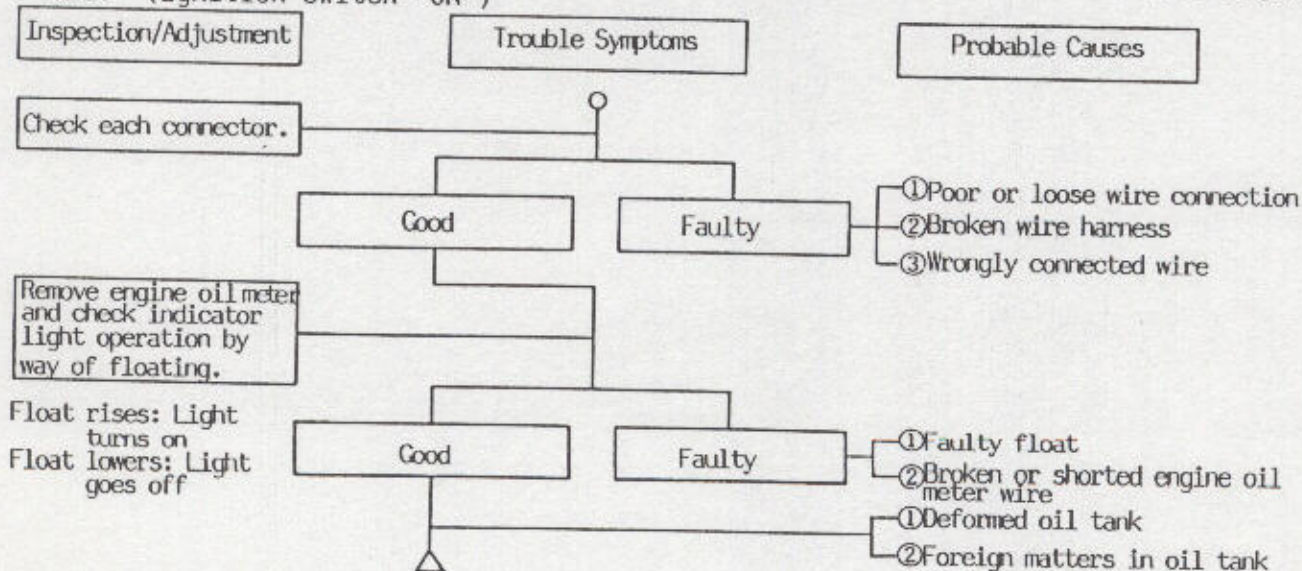 (Ignition Switch "ON")
Inspection/Adjustment
Trouble Symptoms
Probable Causes
Check each connector.
Good
Faulty
①Poor or loose wire connection
②Broken wire harness
③Wrongly connected wire
Remove engine oil meter
and check indicator
light operation by
way of floating.
Float rises: Light
turns on
Float lowers: Light
goes off
Good
Faulty
①Faulty float
②Broken or shorted engine oil
meter wire
①Deformed oil tank
②Foreign matters in oil tank